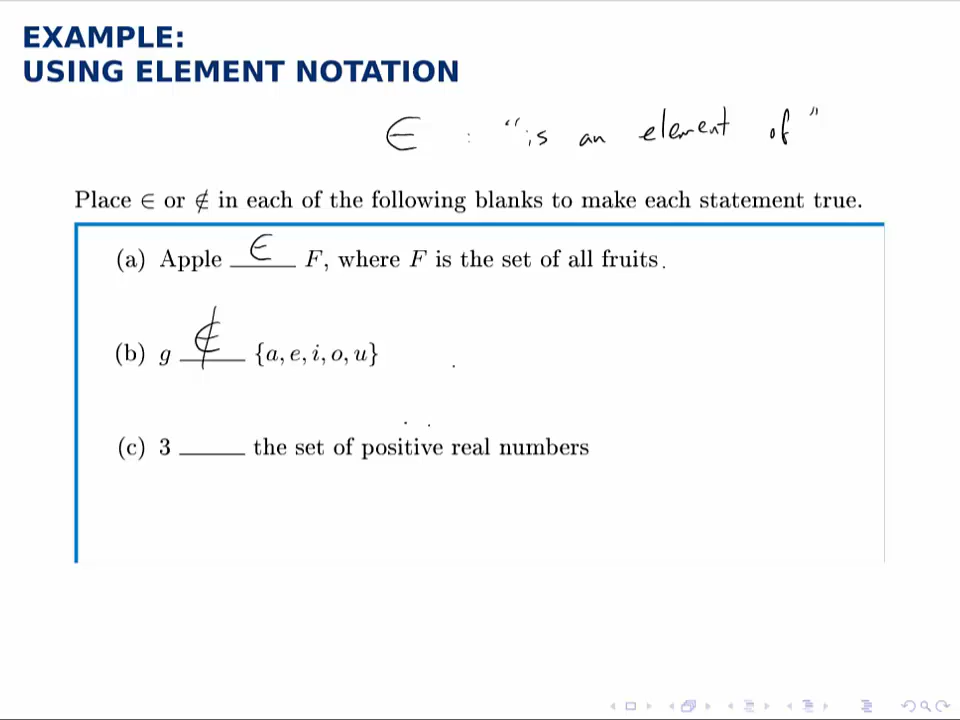 EXAMPLE:
USING ELEMENT NOTATION
∈ : “is an element of”
Place ∈ or ∉ in each of the following blanks to make each statement true.
(a) Apple ∈ F, where F is the set of all fruits.
(b) g ∉ {a, e, i, o, u}
(c) 3 _____ the set of positive real numbers